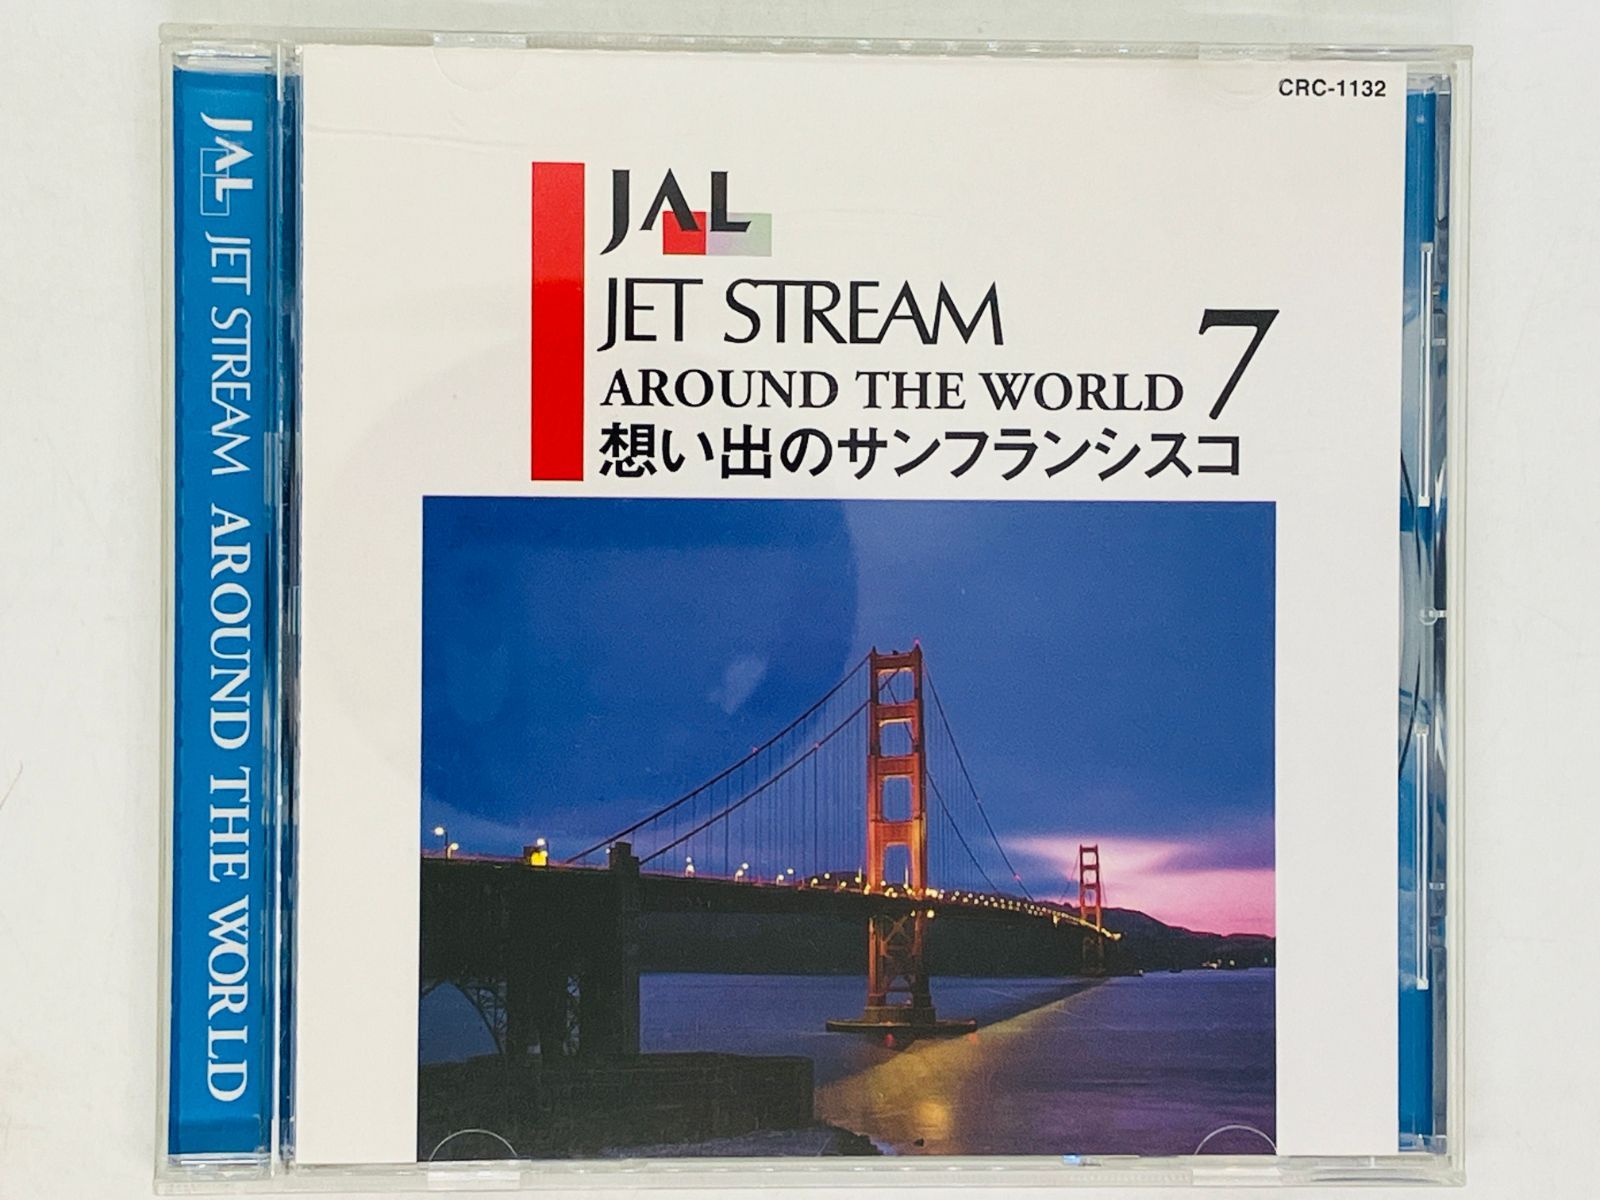 CRC-1132
JAL
JET STREAM
AROUND THE WORLD 7
想い出のサンフランシスコ
JAL JET STREAM AROUND THE WORLD